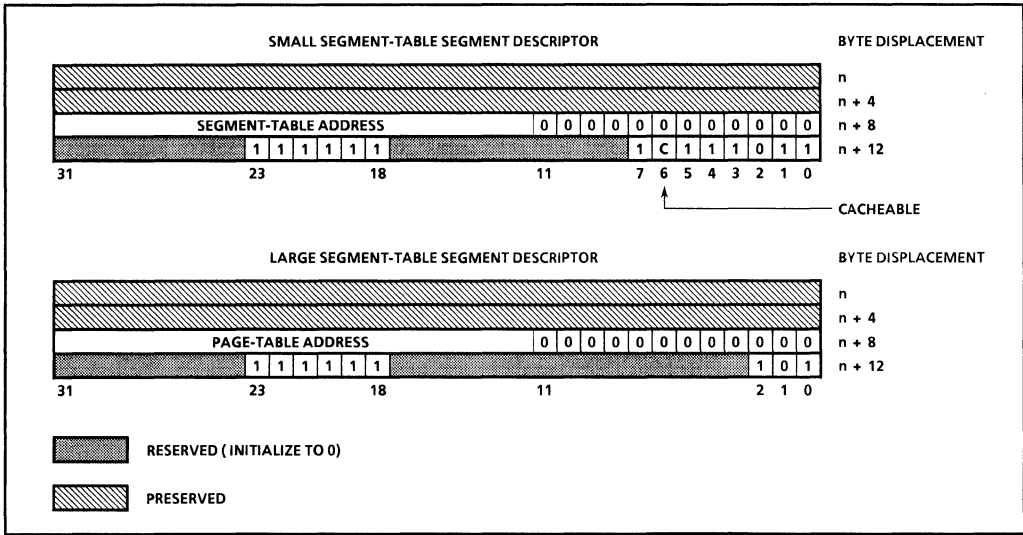 SMALL SEGMENT-TABLE SEGMENT DESCRIPTOR BYTE DISPLACEMENT
n
n + 4
SEGMENT-TABLE ADDRESS 0 0 0 0 0 0 0 0 0 0 0 0 n + 8
1 1 1 1 1 1 1 C 1 1 1 0 1 1 n + 12
31 23 18 11 7 6 5 4 3 2 1 0
CACHEABLE
LARGE SEGMENT-TABLE SEGMENT DESCRIPTOR BYTE DISPLACEMENT
n
n + 4
PAGE-TABLE ADDRESS 0 0 0 0 0 0 0 0 0 0 0 0 n + 8
1 1 1 1 1 1 1 0 1 n + 12
31 23 18 11 2 1 0
RESERVED ( INITIALIZE TO 0)
PRESERVED